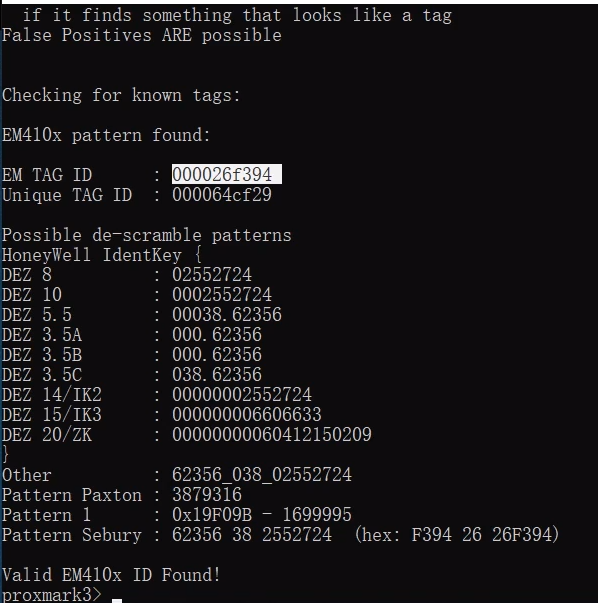 if it finds something that looks like a tag
False Positives ARE possible
Checking for known tags:
EM410x pattern found:
EM TAG ID : 000026f394
Unique TAG ID : 000064cf29
Possible de-scramble patterns
HoneyWell IdentKey {
DEZ 8 : 02552724
DEZ 10 : 0002552724
DEZ 5.5 : 00038.62356
DEZ 3.5A : 000.62356
DEZ 3.5B : 000.62356
DEZ 3.5C : 038.62356
DEZ 14/IK2 : 00000002552724
DEZ 15/IK3 : 000000006606633
DEZ 20/ZK : 00000000060412150209
}
Other : 62356_038_02552724
Pattern Paxton : 3879316
Pattern 1 : 0x19F09B - 1699995
Pattern Sebury : 62356 38 2552724 (hex: F394 26 26F394)
Valid EM410x ID Found!
proxmark3>